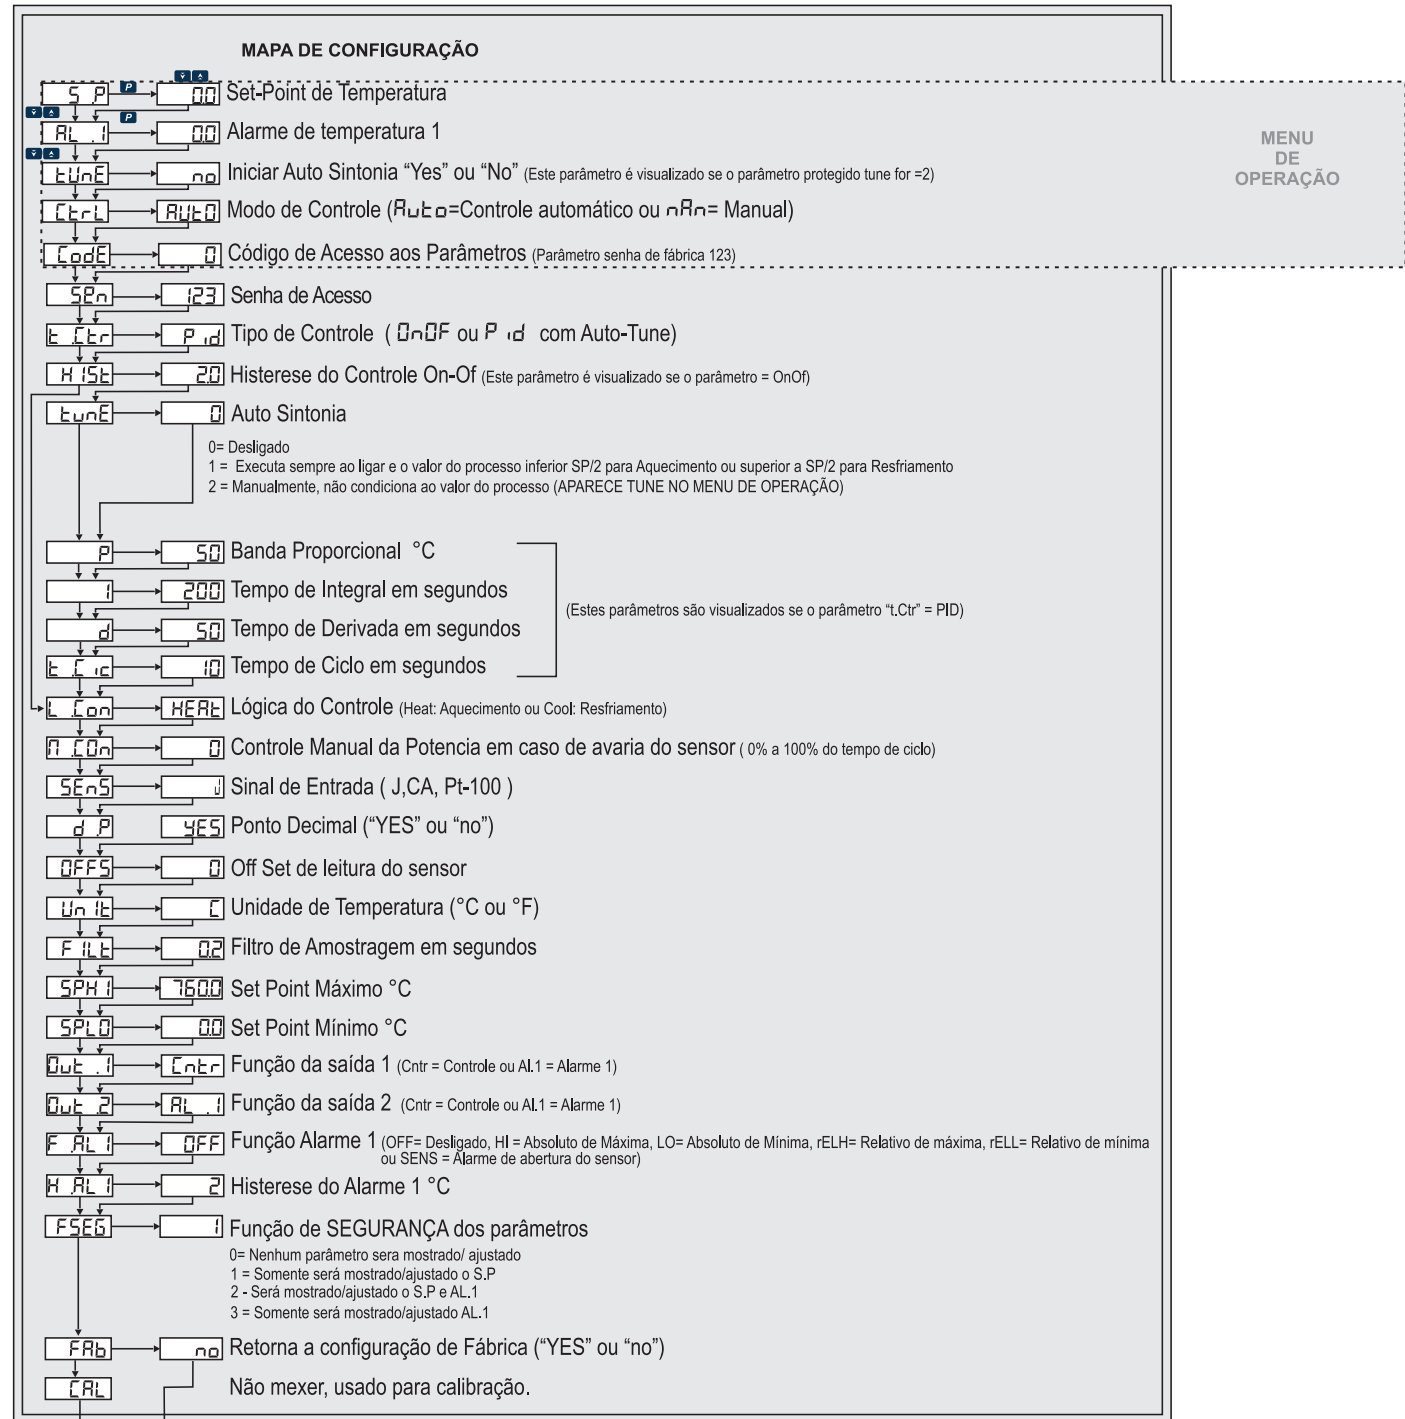 MAPA DE CONFIGURAÇÃO
S.P P 0.0 Set-Point de Temperatura
AL.1 P 0.0 Alarme de temperatura 1
MENU
DE
OPERAÇÃO
tUnE no Iniciar Auto Sintonia “Yes” ou “No” (Este parâmetro é visualizado se o parâmetro protegido tune for =2)
CtrL AUtO Modo de Controle (Auto=Controle automático ou nAn= Manual)
CodE 0 Código de Acesso aos Parâmetros (Parâmetro senha de fábrica 123)
SEn 123 Senha de Acesso
t.Ctr P id Tipo de Controle ( OnOF ou P id com Auto-Tune)
HISt 2.0 Histerese do Controle On-Of (Este parâmetro é visualizado se o parâmetro = OnOf)
tunE 0 Auto Sintonia
0= Desligado
1 = Executa sempre ao ligar e o valor do processo inferior SP/2 para Aquecimento ou superior a SP/2 para Resfriamento
2 = Manualmente, não condiciona ao valor do processo (APARECE TUNE NO MENU DE OPERAÇÃO)
P 50 Banda Proporcional °C
I 200 Tempo de Integral em segundos
(Estes parâmetros são visualizados se o parâmetro “t.Ctr” = PID)
d 50 Tempo de Derivada em segundos
t.Cic 10 Tempo de Ciclo em segundos
L.Con HEAt Lógica do Controle (Heat: Aquecimento ou Cool: Resfriamento)
M.COn 0 Controle Manual da Potencia em caso de avaria do sensor ( 0% a 100% do tempo de ciclo)
SEnS J Sinal de Entrada ( J,CA, Pt-100 )
d.P YES Ponto Decimal (“YES” ou “no”)
OFFS 0 Off Set de leitura do sensor
UnIt C Unidade de Temperatura (°C ou °F)
FILt 0.2 Filtro de Amostragem em segundos
SPHI 760.0 Set Point Máximo °C
SPLO 0.0 Set Point Mínimo °C
Out.1 Cntr Função da saída 1 (Cntr = Controle ou Al.1 = Alarme 1)
Out.2 AL.1 Função da saída 2 (Cntr = Controle ou Al.1 = Alarme 1)
F.AL1 OFF Função Alarme 1 (OFF= Desligado, HI = Absoluto de Máxima, LO= Absoluto de Mínima, rELH= Relativo de máxima, rELL= Relativo de mínima
ou SENS = Alarme de abertura do sensor)
H.AL1 2 Histerese do Alarme 1 °C
FSEG 1 Função de SEGURANÇA dos parâmetros
0= Nenhum parâmetro sera mostrado/ ajustado
1 = Somente será mostrado/ajustado o S.P
2 - Será mostrado/ajustado o S.P e AL.1
3 = Somente será mostrado/ajustado AL.1
FAb no Retorna a configuração de Fábrica (“YES” ou “no”)
CAL Não mexer, usado para calibração.